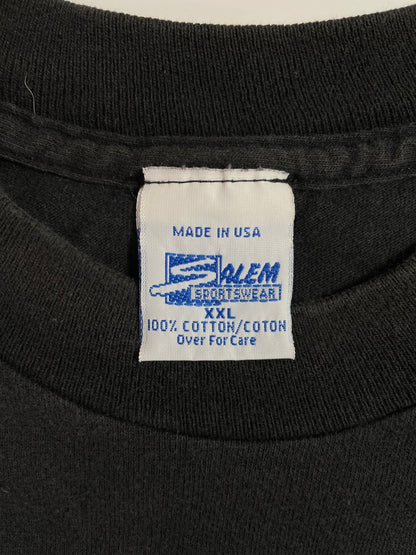 MADE IN USA
SALEM
SPORTSWEAR
XXL
100% COTTON/COTON
Over For Care